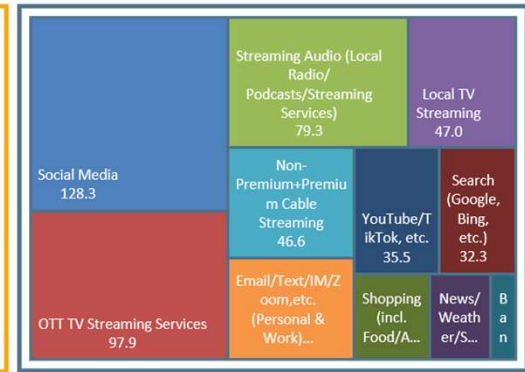 Social Media
128.3
OTT TV Streaming Services
97.9
Streaming Audio (Local
Radio/
Podcasts/Streaming
Services)
79.3
Local TV
Streaming
47.0
Non-
Premium+Premiu
m Cable
Streaming
46.6
YouTube/T
ikTok, etc.
35.5
Search
(Google,
Bing,
etc.)
32.3
Email/Text/IM/Z
oom,etc.
(Personal &
Work)...
Shopping
(incl.
Food/A...
News/
Weath
er/S...
B
a
n